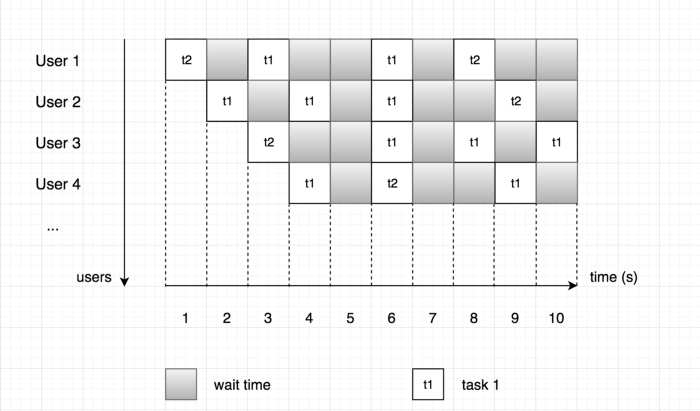 User 1 t2 t1 t1 t2
User 2 t1 t1 t1 t2
User 3 t2 t1 t1 t1
User 4 t1 t2 t1
...
users time (s)
1 2 3 4 5 6 7 8 9 10
wait time t1 task 1